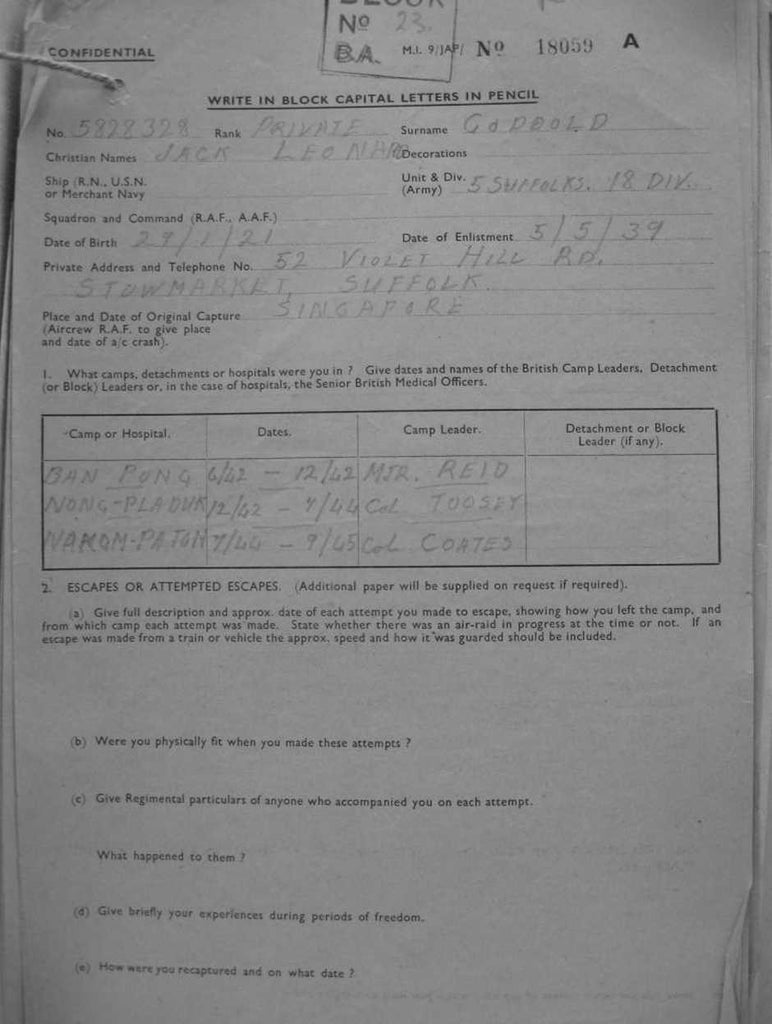 BLOCK
Nº 23.
B.A. M.I. 9/JAP/ Nº 18059 A
CONFIDENTIAL
WRITE IN BLOCK CAPITAL LETTERS IN PENCIL
No. 5828328 Rank PRIVATE Surname GODBOLD
Christian Names JACK LEONARD Decorations
Ship (R.N., U.S.N. or Merchant Navy
Unit & Div. (Army) 5 SUFFOLKS. 18 DIV.
Squadron and Command (R.A.F., A.A.F.)
Date of Birth 29/1/21 Date of Enlistment 5/5/39
Private Address and Telephone No. 52 VIOLET HILL RD.
STOWMARKET, SUFFOLK.
Place and Date of Original Capture SINGAPORE
(Aircrew R.A.F. to give place
and date of a/c crash).
1. What camps, detachments or hospitals were you in ? Give dates and names of the British Camp Leaders, Detachment
(or Block) Leaders or, in the case of hospitals, the Senior British Medical Officers.
Camp or Hospital. Dates. Camp Leader. Detachment or Block Leader (if any).
BAN PONG 6/42 - 12/42 MJR. REID
NONG-PLADUK 12/42 - 7/44 COL TOOSEY
NAKOM-PATON 7/44 - 9/45 COL COATES
2. ESCAPES OR ATTEMPTED ESCAPES. (Additional paper will be supplied on request if required).
(a) Give full description and approx. date of each attempt you made to escape, showing how you left the camp, and
from which camp each attempt was made. State whether there was an air-raid in progress at the time or not. If an
escape was made from a train or vehicle the approx. speed and how it was guarded should be included.
(b) Were you physically fit when you made these attempts ?
(c) Give Regimental particulars of anyone who accompanied you on each attempt.
What happened to them ?
(d) Give briefly your experiences during periods of freedom.
(e) How were you recaptured and on what date ?